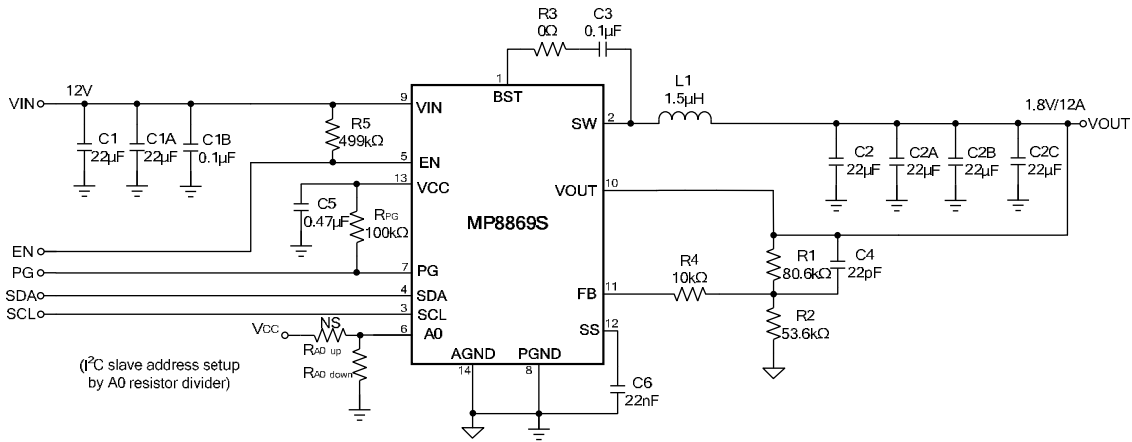 R3
0Ω
C3
0.1µF
1
BST
VIN
12V
9
VIN
C1
22µF
C1A
22µF
C1B
0.1µF
R5
499kΩ
5
EN
13
VCC
C5
0.47µF
RPG
100kΩ
EN
PG
7
PG
SDA
4
SDA
SCL
3
SCL
VCC
NS
6
A0
RAD up
RAD down
(I²C slave address setup
by A0 resistor divider)
MP8869S
AGND
14
PGND
8
SW
2
L1
1.5µH
1.8V/12A
VOUT
C2
22µF
C2A
22µF
C2B
22µF
C2C
22µF
VOUT
10
R1
80.6kΩ
C4
22pF
R4
10kΩ
FB
11
R2
53.6kΩ
SS
12
C6
22nF